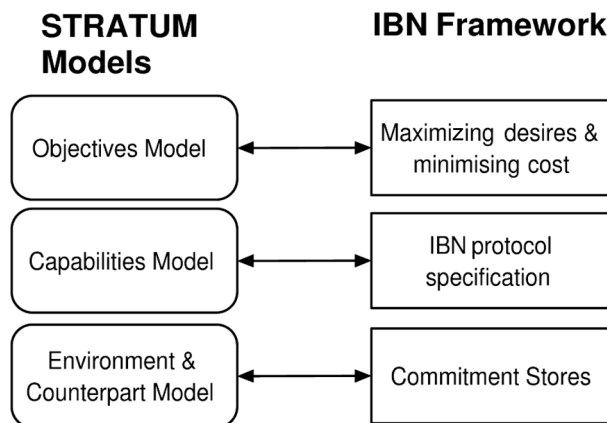 STRATUM
Models
IBN Framework
Objectives Model
Maximizing desires &
minimising cost
Capabilities Model
IBN protocol
specification
Environment &
Counterpart Model
Commitment Stores